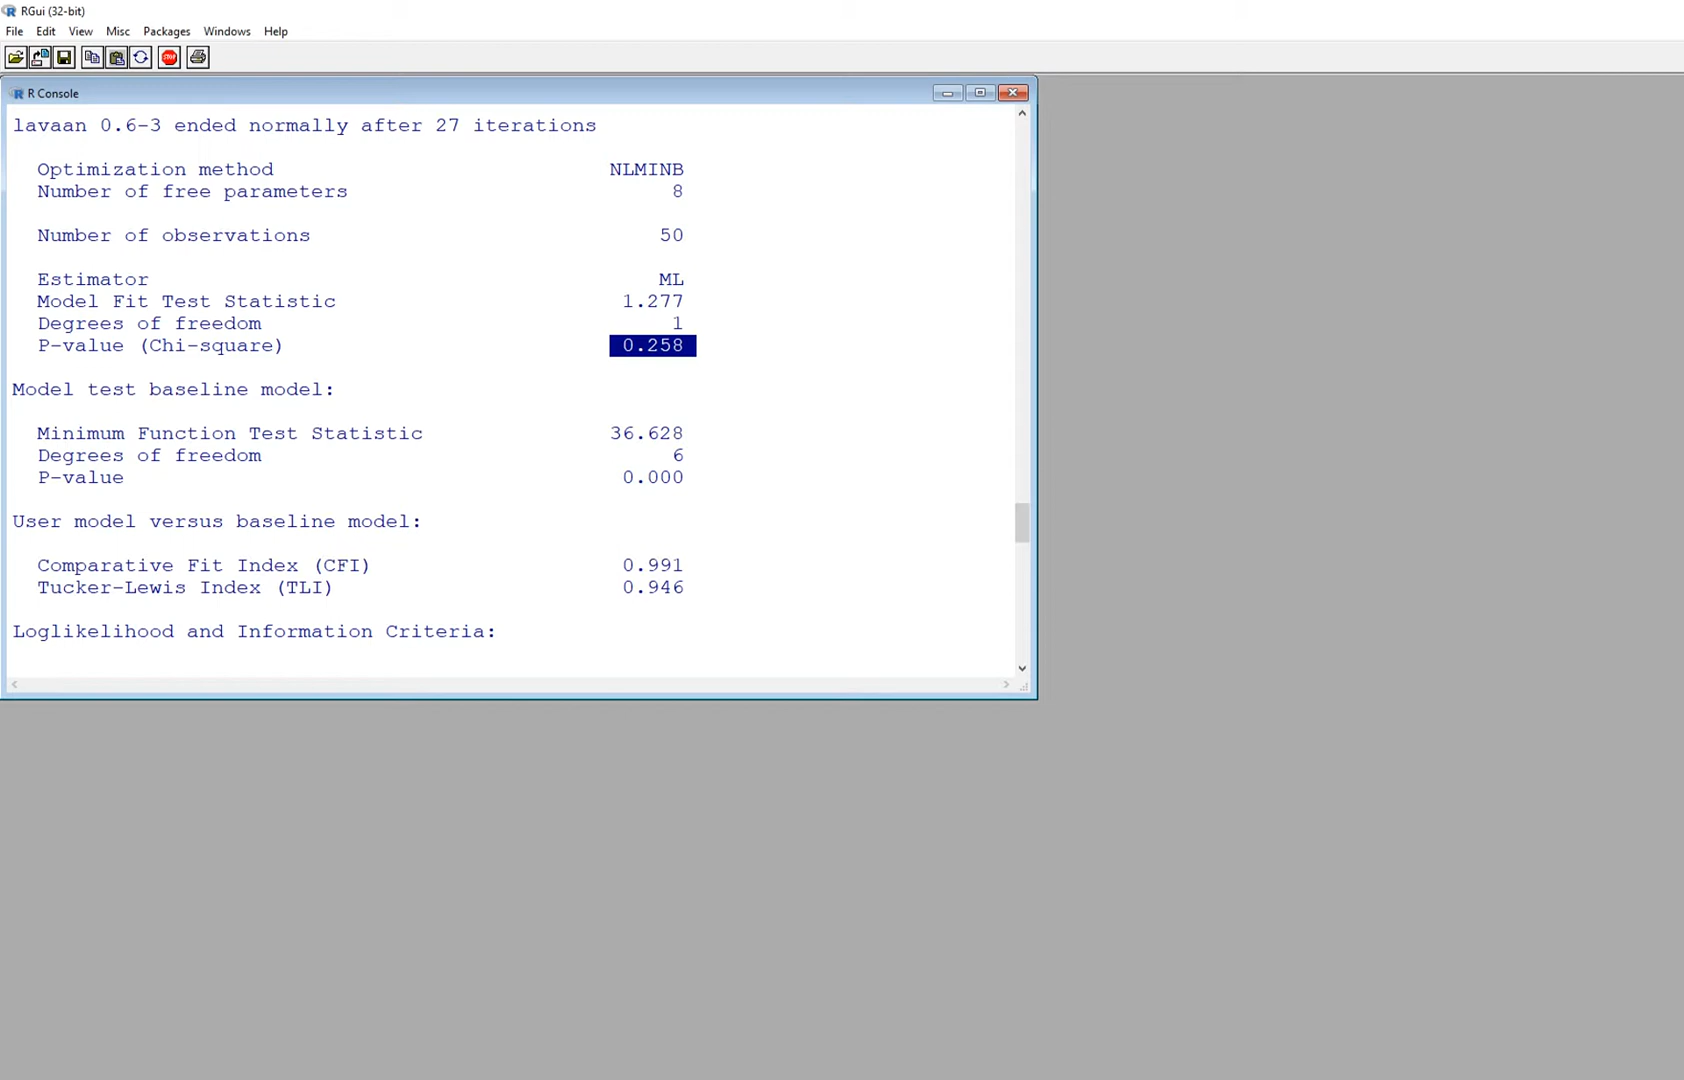 RGui (32-bit)
File Edit View Misc Packages Windows Help
STOP
R Console
lavaan 0.6-3 ended normally after 27 iterations
Optimization method NLMINB
Number of free parameters 8
Number of observations 50
Estimator ML
Model Fit Test Statistic 1.277
Degrees of freedom 1
P-value (Chi-square) 0.258
Model test baseline model:
Minimum Function Test Statistic 36.628
Degrees of freedom 6
P-value 0.000
User model versus baseline model:
Comparative Fit Index (CFI) 0.991
Tucker-Lewis Index (TLI) 0.946
Loglikelihood and Information Criteria: